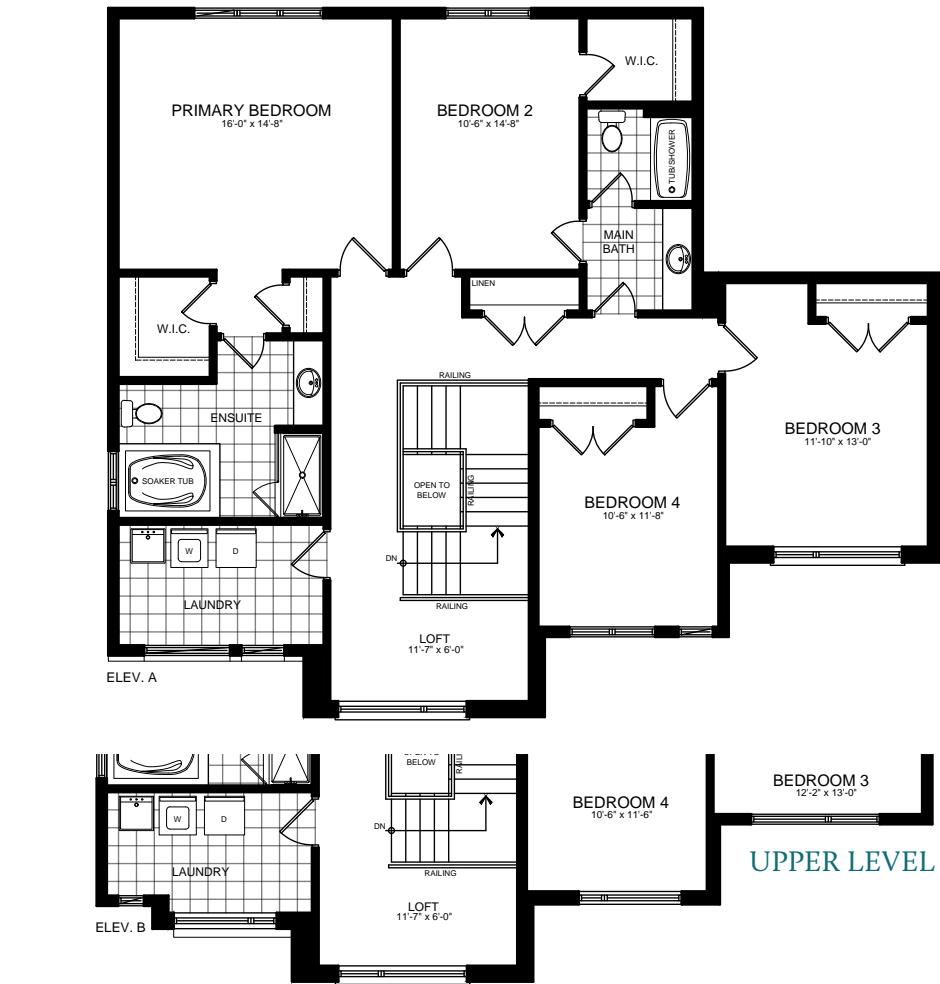 W.I.C.
PRIMARY BEDROOM
16'-0" x 14'-8"
BEDROOM 2
10'-6" x 14'-8"
TUB/SHOWER
MAIN
BATH
LINEN
W.I.C.
RAILING
ENSUITE
BEDROOM 3
11'-10" x 13'-0"
SOAKER TUB
OPEN TO
BELOW
RAILING
BEDROOM 4
10'-6" x 11'-8"
W
D
DN
LAUNDRY
RAILING
LOFT
11'-7" x 6'-0"
ELEV. A
BELOW
RAILING
BEDROOM 3
12'-2" x 13'-0"
BEDROOM 4
10'-6" x 11'-6"
W
D
DN
LAUNDRY
RAILING
UPPER LEVEL
LOFT
11'-7" x 6'-0"
ELEV. B